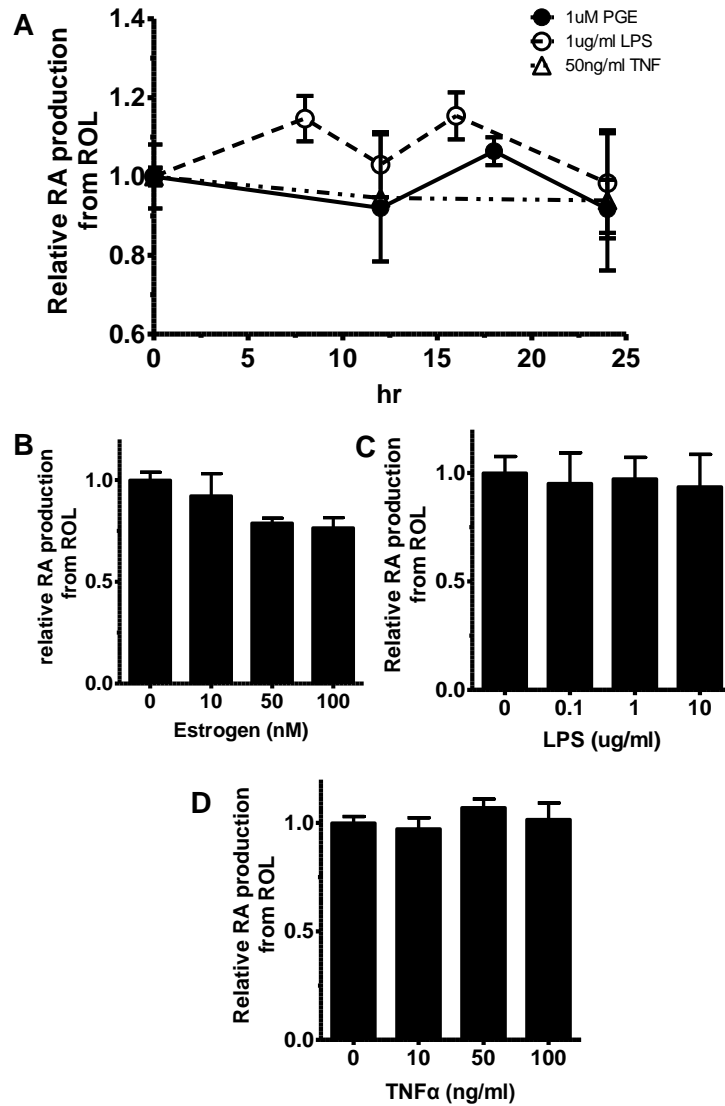 A
1uM PGE
1ug/ml LPS
50ng/ml TNF
Relative RA production
from ROL
1.4
1.2
1.0
0.8
0.6
0 5 10 15 20 25
hr
B
relative RA production
from ROL
1.0
0.5
0.0
0 10 50 100
Estrogen (nM)
C
Relative RA production
from ROL
1.0
0.5
0.0
0 0.1 1 10
LPS (ug/ml)
D
Relative RA production
from ROL
1.0
0.5
0.0
0 10 50 100
TNFα (ng/ml)